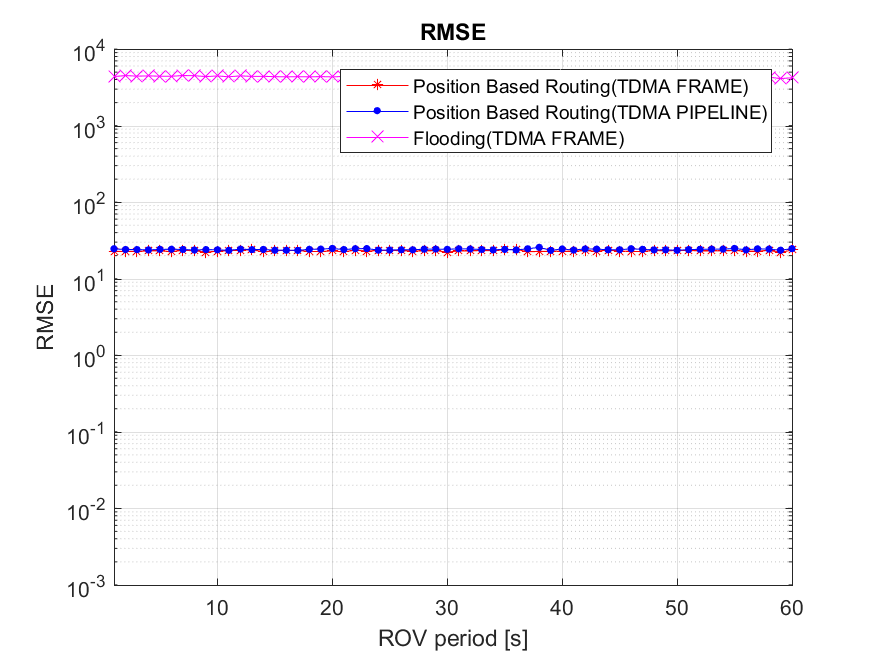 RMSE
10^4
10^3
10^2
10^1
10^0
10^-1
10^-2
10^-3
RMSE
Position Based Routing(TDMA FRAME)
Position Based Routing(TDMA PIPELINE)
Flooding(TDMA FRAME)
10 20 30 40 50 60
ROV period [s]